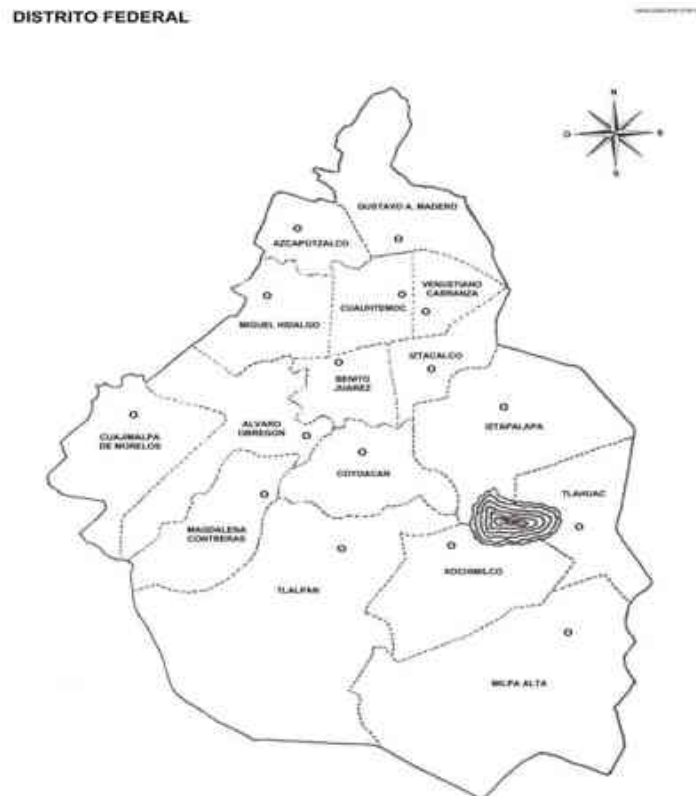 DISTRITO FEDERAL
N
O
E
S
GUSTAVO A. MADERO
AZCAPOTZALCO
VENUSTIANO
CARRANZA
CUAUHTEMOC
MIGUEL HIDALGO
IZTACALCO
BENITO
JUAREZ
ALVARO
OBREGON
CUAJIMALPA
DE MORELOS
IZTAPALAPA
COYOACAN
TLAHUAC
MAGDALENA
CONTRERAS
XOCHIMILCO
TLALPAN
MILPA ALTA